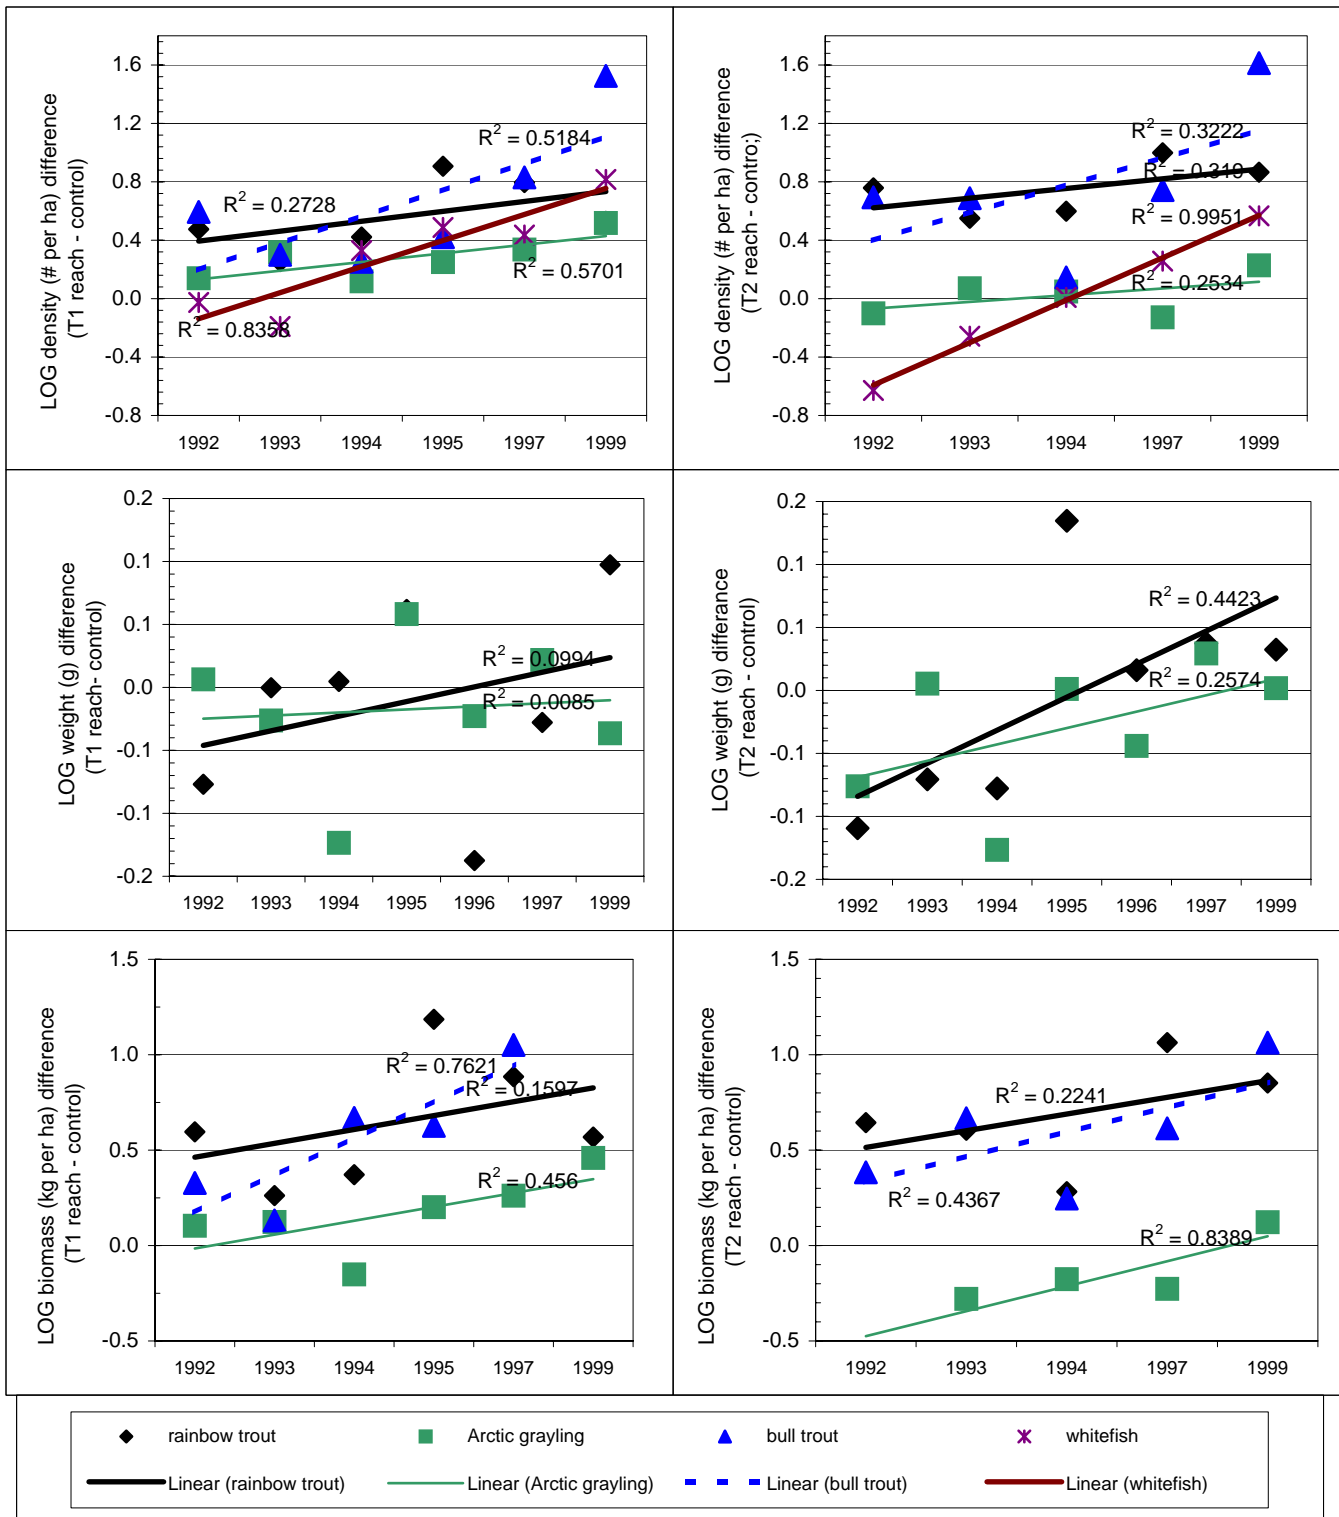 LOG density (# per ha) difference
(T1 reach - control)
1.6
1.2
0.8
0.4
0.0
-0.4
-0.8
R² = 0.5184
R² = 0.2728
R² = 0.5701
R² = 0.8358
1992 1993 1994 1995 1997 1999
LOG density (# per ha) difference
(T2 reach - contro;)
1.6
1.2
0.8
0.4
0.0
-0.4
-0.8
R² = 0.3222
R² = 0.319
R² = 0.9951
R² = 0.2534
1992 1993 1994 1997 1999
LOG weight (g) difference
(T1 reach- control)
0.2
0.1
0.1
0.0
-0.1
-0.1
-0.2
R² = 0.0994
R² = 0.0085
1992 1993 1994 1995 1996 1997 1999
LOG weight (g) differance
(T2 reach - control)
0.2
0.1
0.1
0.0
-0.1
-0.1
-0.2
R² = 0.4423
R² = 0.2574
1992 1993 1994 1995 1996 1997 1999
LOG biomass (kg per ha) difference
(T1 reach - control)
1.5
1.0
0.5
0.0
-0.5
R² = 0.7621
R² = 0.1597
R² = 0.456
1992 1993 1994 1995 1997 1999
LOG biomass (kg per ha) difference
(T2 reach - control)
1.5
1.0
0.5
0.0
-0.5
R² = 0.2241
R² = 0.4367
R² = 0.8389
1992 1993 1994 1997 1999
rainbow trout Arctic grayling bull trout whitefish
Linear (rainbow trout) Linear (Arctic grayling) Linear (bull trout) Linear (whitefish)